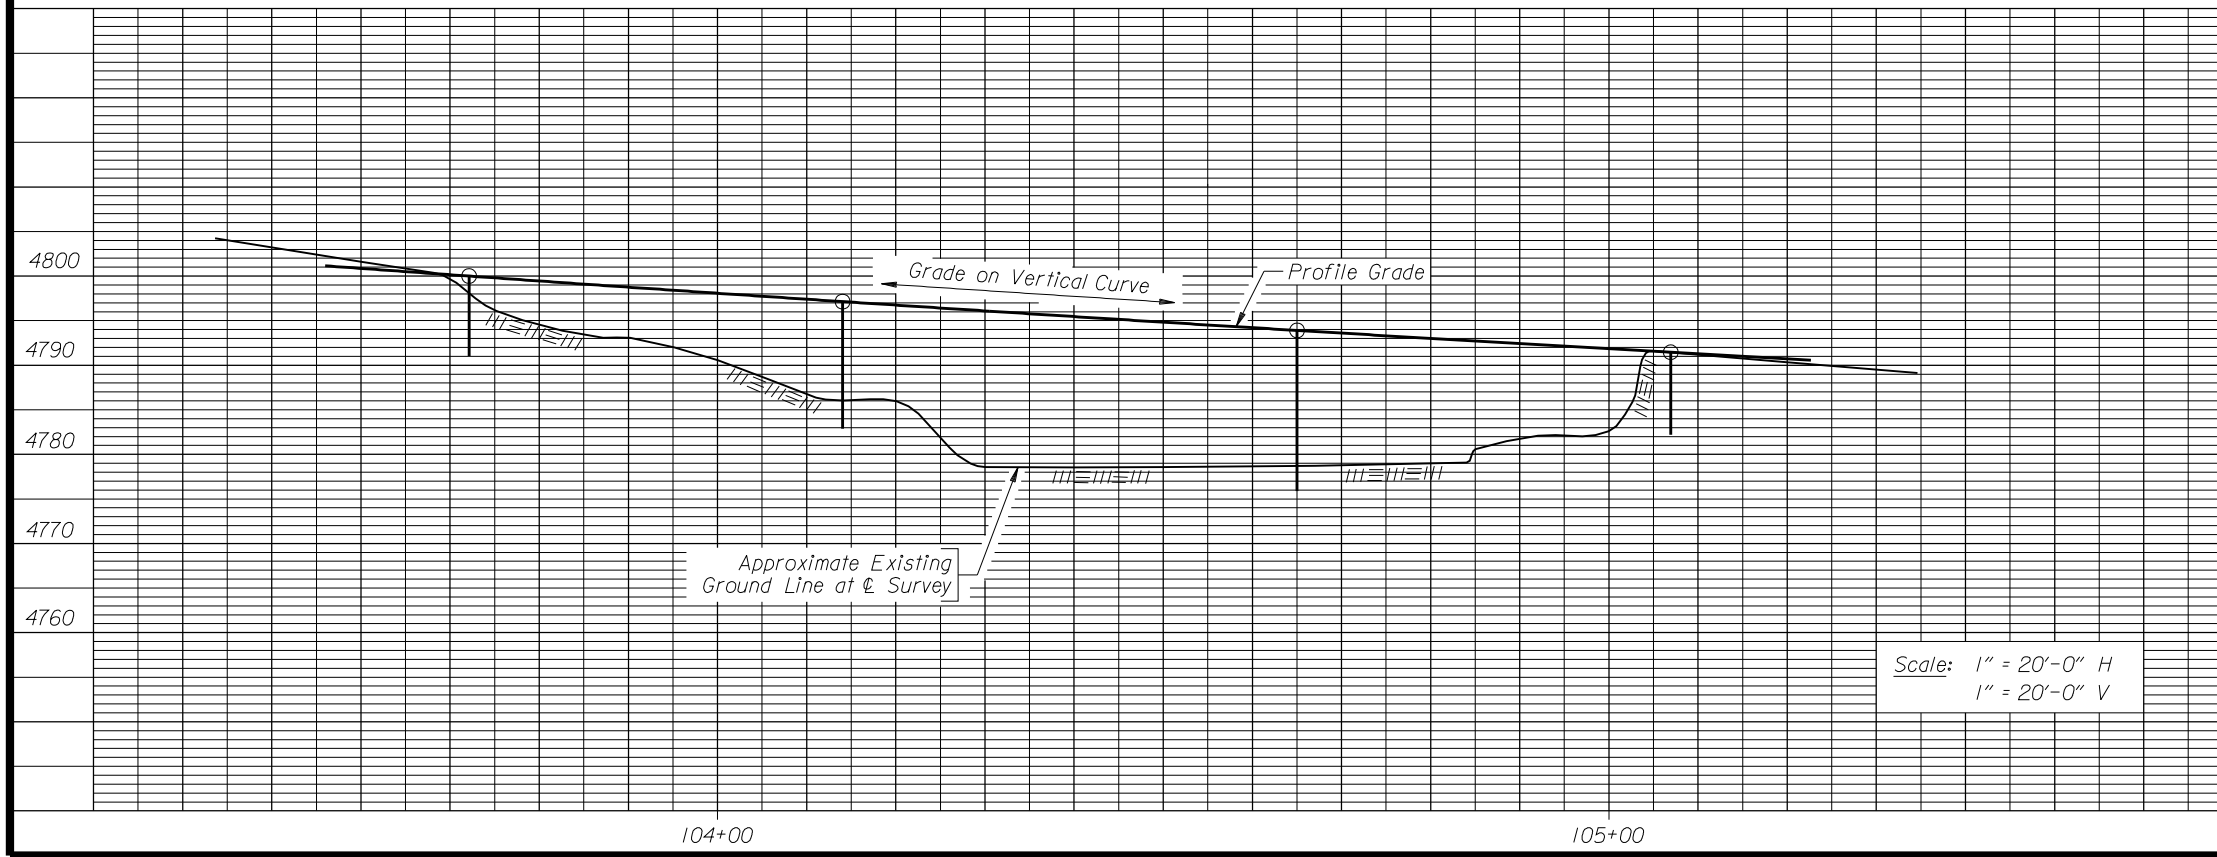 4800
Grade on Vertical Curve
Profile Grade
4790
4780
4770
Approximate Existing
Ground Line at ℄ Survey
4760
Scale: 1" = 20'-0" H
1" = 20'-0" V
104+00
105+00